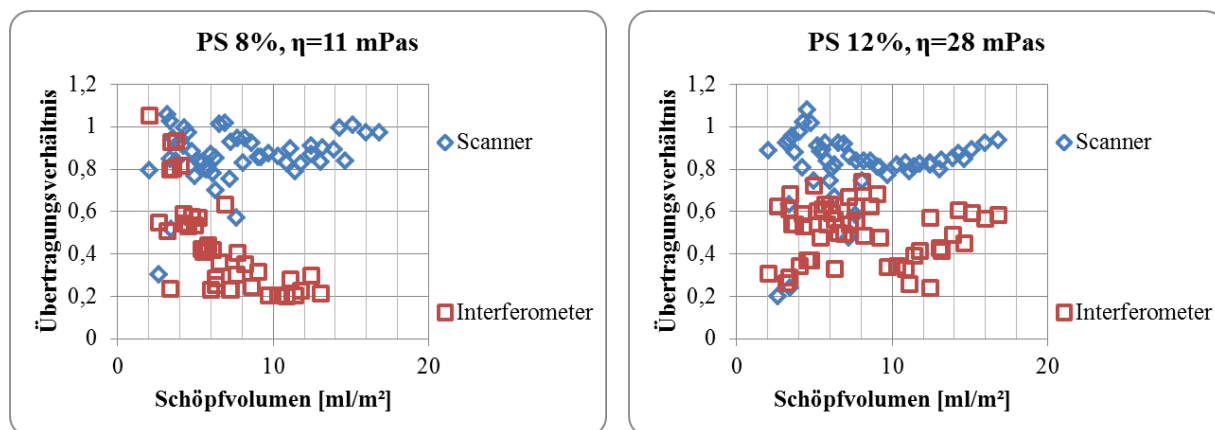 PS 8%, η=11 mPas
Übertragungsverhältnis
1,2
1
0,8
0,6
0,4
0,2
0
0
10
20
Schöpfvolumen [ml/m²]
Scanner
Interferometer
PS 12%, η=28 mPas
Übertragungsverhältnis
1,2
1
0,8
0,6
0,4
0,2
0
0
10
20
Schöpfvolumen [ml/m²]
Scanner
Interferometer